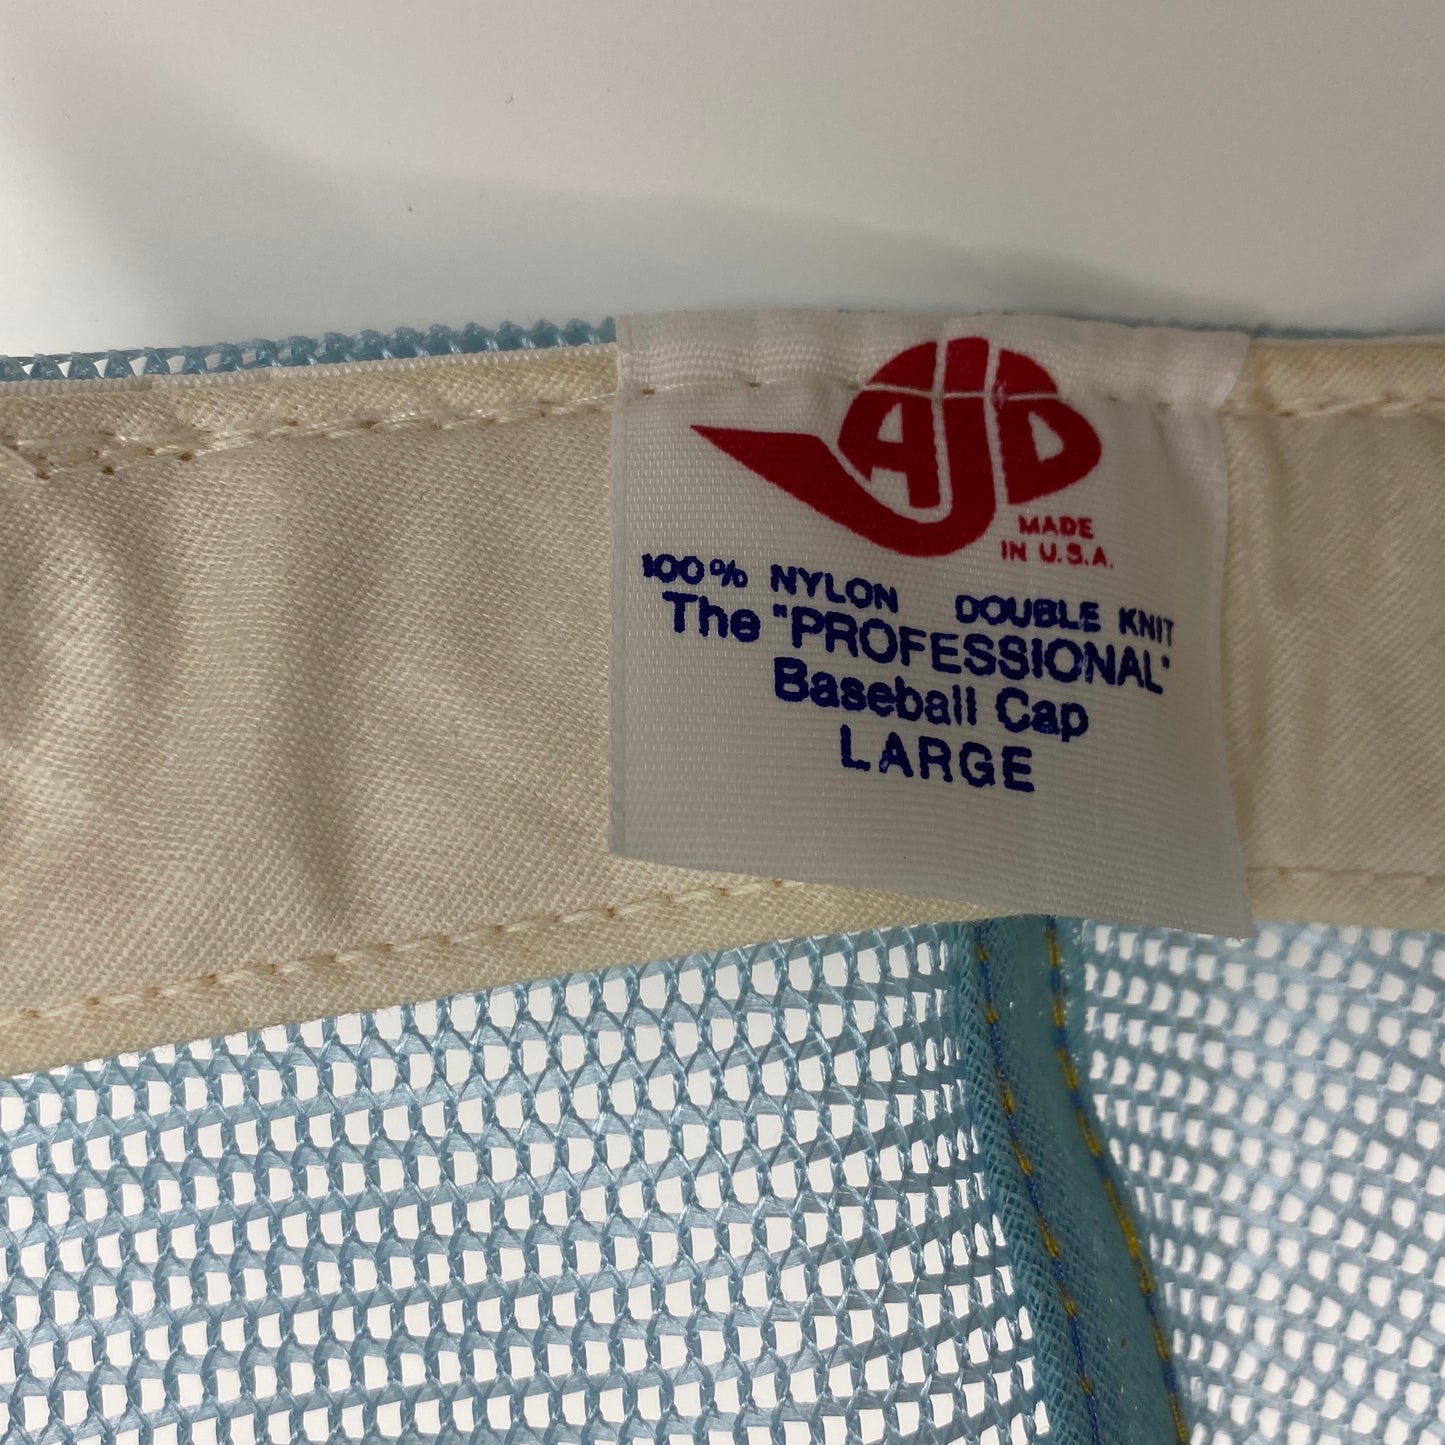 AJD
MADE
IN U.S.A.
100% NYLON DOUBLE KNIT
The "PROFESSIONAL"
Baseball Cap
LARGE